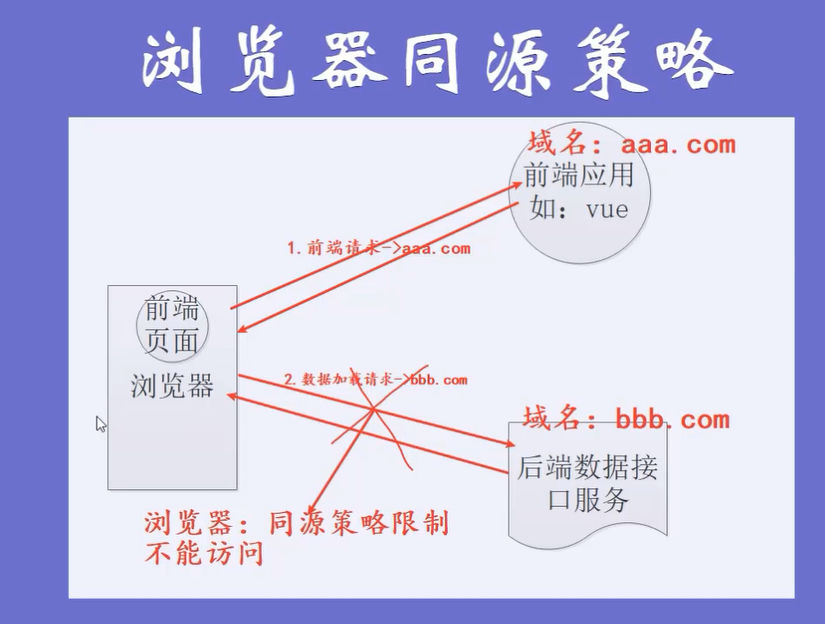 浏览器同源策略
域名：aaa.com
前端应用
如：vue
1.前端请求->aaa.com
前端
页面
浏览器
2.数据加载请求->bbb.com
域名：bbb.com
后端数据接
口服务
浏览器：同源策略限制
不能访问